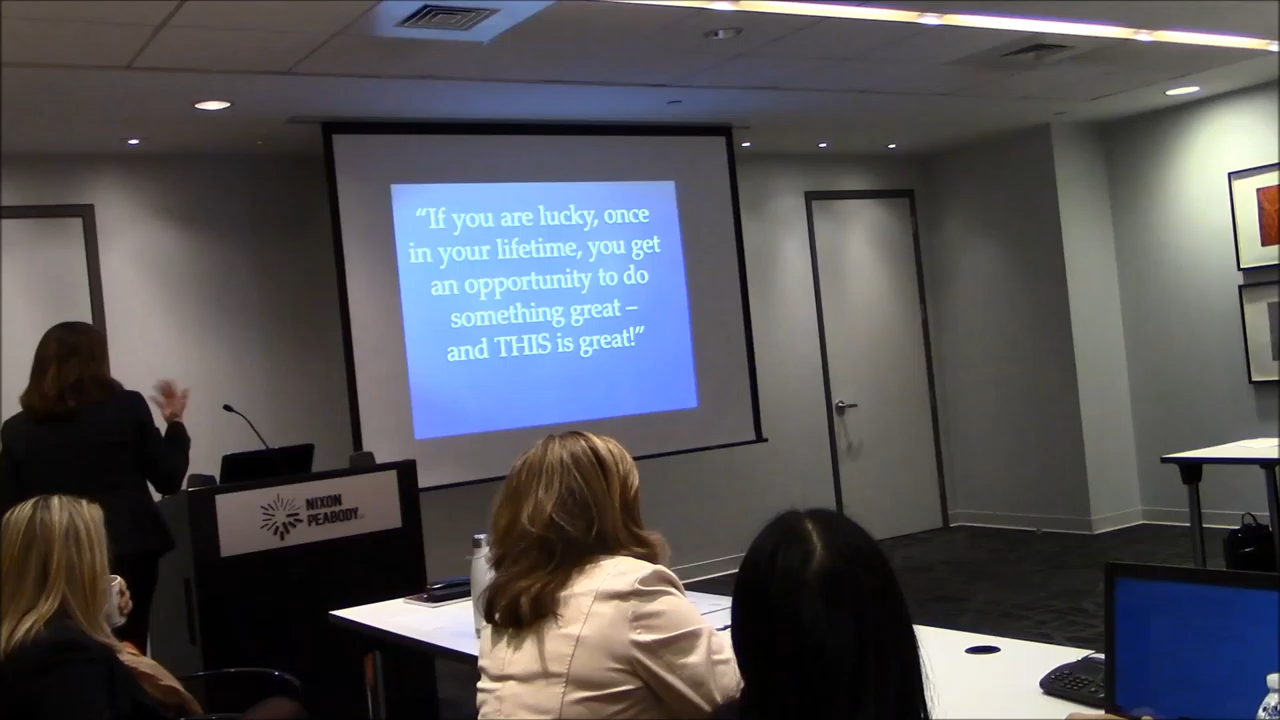 “If you are lucky, once
in your lifetime, you get
an opportunity to do
something great –
and THIS is great!”
NIXON
PEABODY